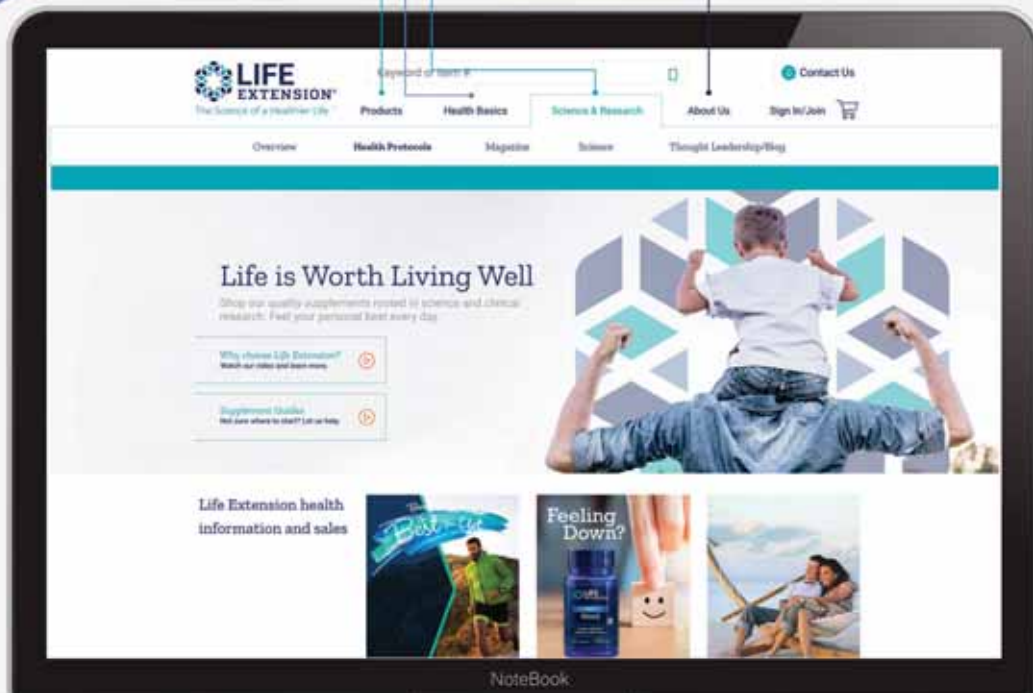 LIFE
EXTENSION
The Science of a Healthier Life
Keyword or Item #
Contact Us
Products
Health Basics
Science & Research
About Us
Sign In/Join
Overview
Health Protocols
Magazine
Science
Thought Leadership/Blog
Life is Worth Living Well
Shop our quality supplements rooted in science and clinical
research. Feel your personal best every day.
Why choose Life Extension?
Watch our video and learn more.
Supplement Guides
Not sure where to start? Let us help.
Life Extension health
information and sales
Feeling
Down?
LIFE
NoteBook